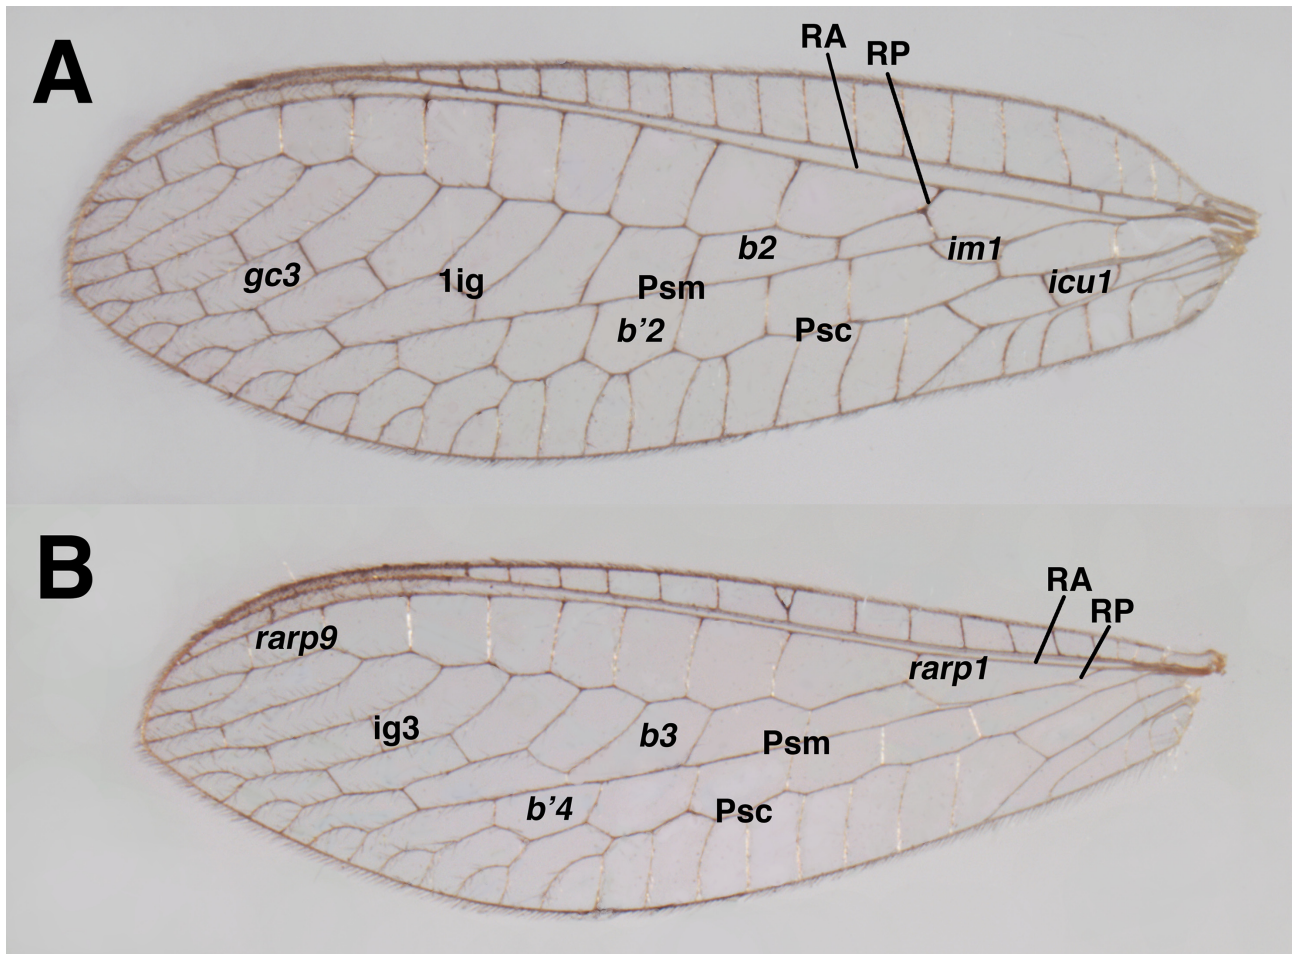 A
RA
RP
b2
im1
gc3
1ig
Psm
icu1
b’2
Psc
B
RA
RP
rarp9
rarp1
ig3
b3
Psm
b’4
Psc